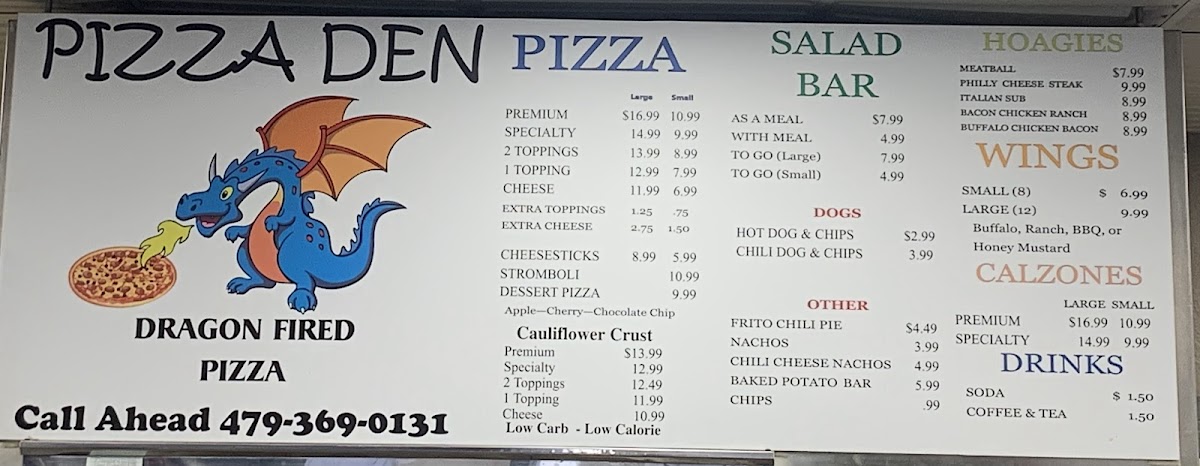 PIZZA DEN
DRAGON FIRED
PIZZA
Call Ahead 479-369-0131
PIZZA
Large Small
PREMIUM $16.99 10.99
SPECIALTY 14.99 9.99
2 TOPPINGS 13.99 8.99
1 TOPPING 12.99 7.99
CHEESE 11.99 6.99
EXTRA TOPPINGS 1.25 .75
EXTRA CHEESE 2.75 1.50
CHEESESTICKS 8.99 5.99
STROMBOLI 10.99
DESSERT PIZZA 9.99
Apple—Cherry—Chocolate Chip
Cauliflower Crust
Premium $13.99
Specialty 12.99
2 Toppings 12.49
1 Topping 11.99
Cheese 10.99
Low Carb - Low Calorie
SALAD
BAR
AS A MEAL $7.99
WITH MEAL 4.99
TO GO (Large) 7.99
TO GO (Small) 4.99
DOGS
HOT DOG & CHIPS $2.99
CHILI DOG & CHIPS 3.99
OTHER
FRITO CHILI PIE $4.49
NACHOS 3.99
CHILI CHEESE NACHOS 4.99
BAKED POTATO BAR 5.99
CHIPS .99
HOAGIES
MEATBALL $7.99
PHILLY CHEESE STEAK 9.99
ITALIAN SUB 8.99
BACON CHICKEN RANCH 8.99
BUFFALO CHICKEN BACON 8.99
WINGS
SMALL (8) $ 6.99
LARGE (12) 9.99
Buffalo, Ranch, BBQ, or
Honey Mustard
CALZONES
LARGE SMALL
PREMIUM $16.99 10.99
SPECIALTY 14.99 9.99
DRINKS
SODA $ 1.50
COFFEE & TEA 1.50